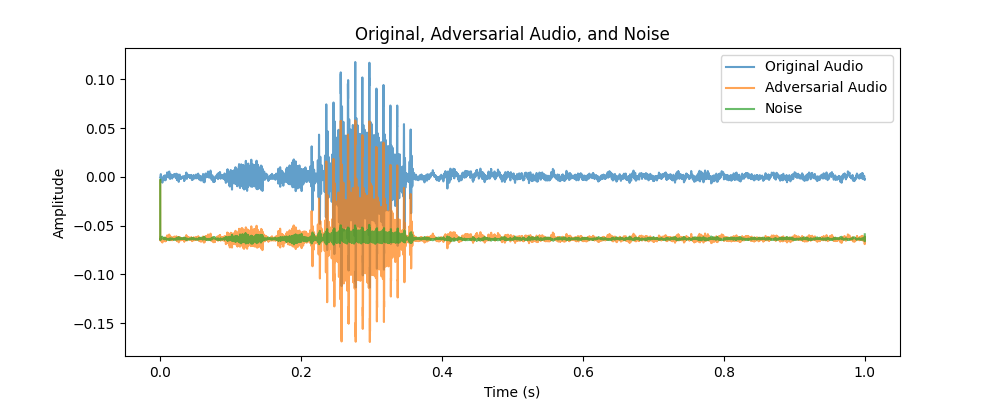 Original, Adversarial Audio, and Noise
Original Audio
Adversarial Audio
Noise
Amplitude
0.10
0.05
0.00
−0.05
−0.10
−0.15
0.0 0.2 0.4 0.6 0.8 1.0
Time (s)